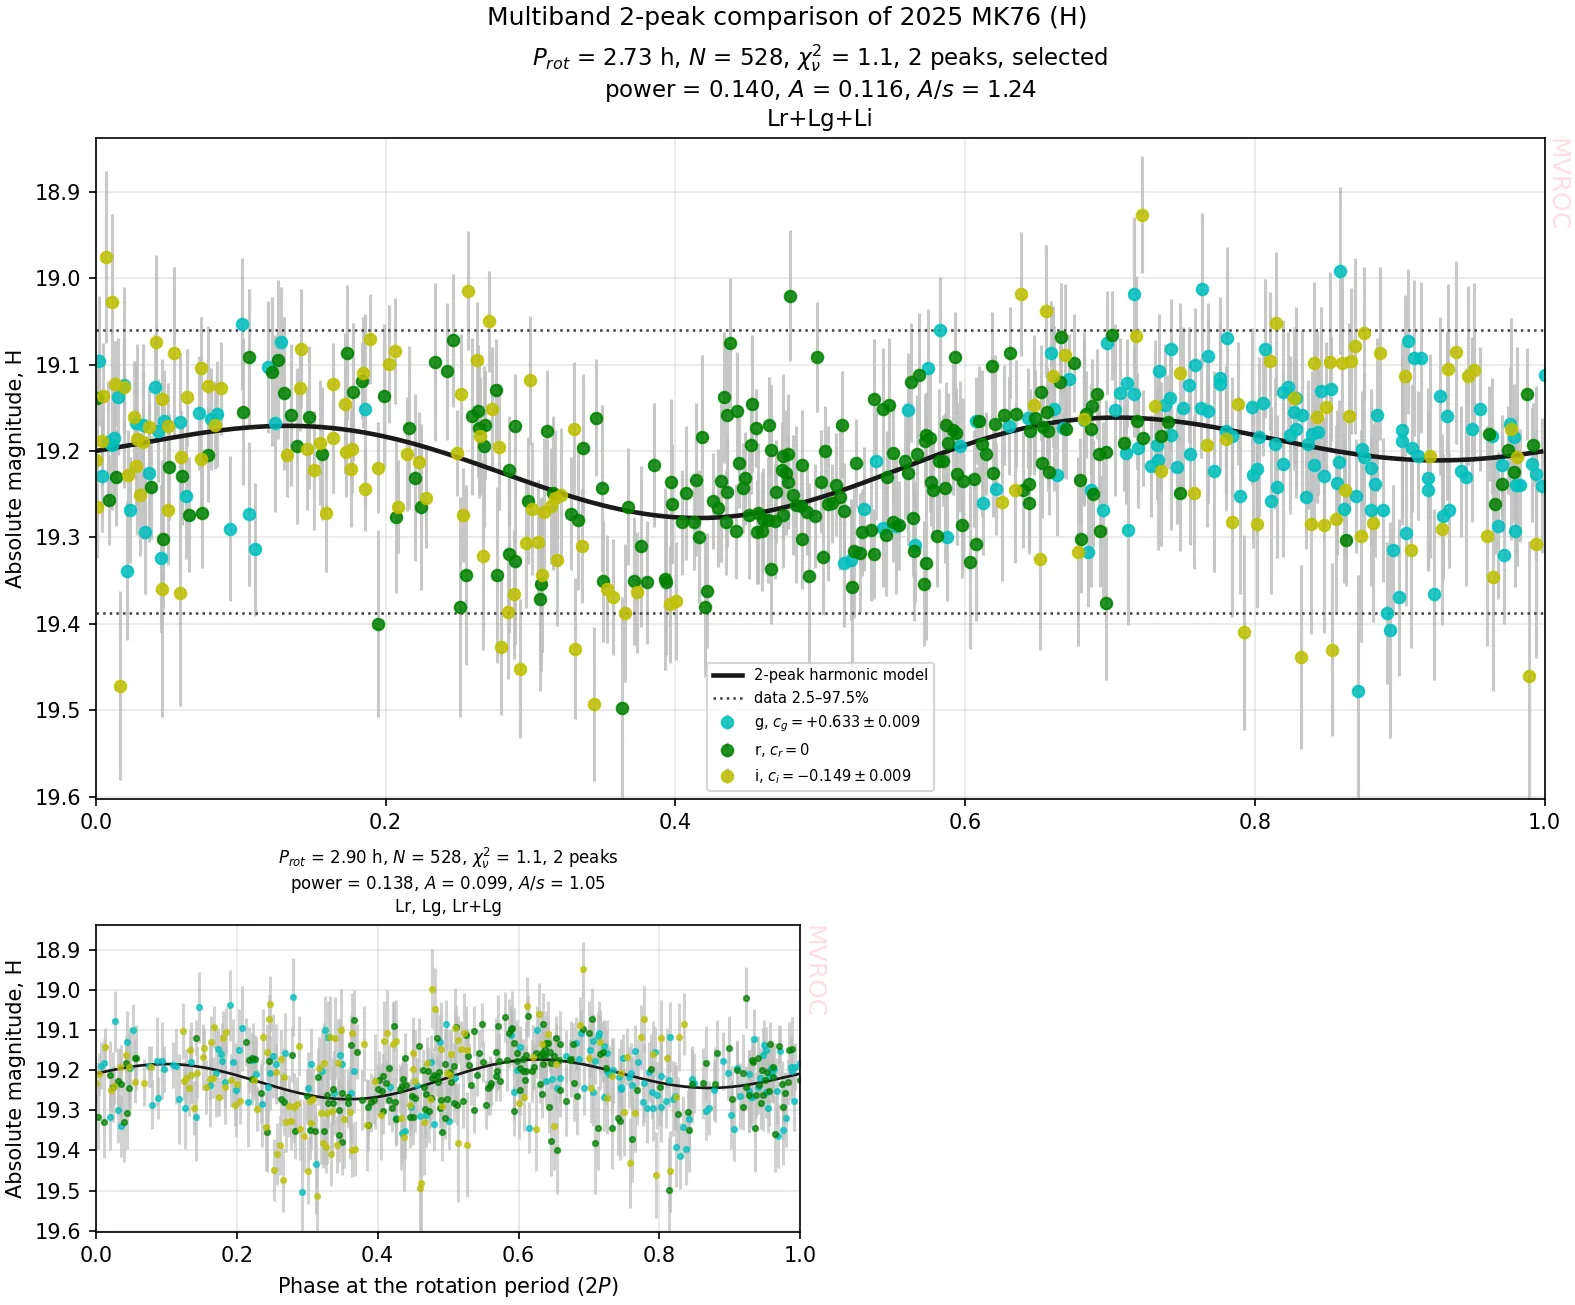 Multiband 2-peak comparison of 2025 MK76 (H)
P_rot = 2.73 h, N = 528, χ²_ν = 1.1, 2 peaks, selected
power = 0.140, A = 0.116, A/s = 1.24
Lr+Lg+Li
MVROC
Absolute magnitude, H
18.9
19.0
19.1
19.2
19.3
19.4
19.5
19.6
2-peak harmonic model
data 2.5–97.5%
g, c_g = +0.633 ± 0.009
r, c_r = 0
i, c_i = −0.149 ± 0.009
0.0 0.2 0.4 0.6 0.8 1.0
P_rot = 2.90 h, N = 528, χ²_ν = 1.1, 2 peaks
power = 0.138, A = 0.099, A/s = 1.05
Lr, Lg, Lr+Lg
MVROC
Absolute magnitude, H
18.9
19.0
19.1
19.2
19.3
19.4
19.5
19.6
0.0 0.2 0.4 0.6 0.8 1.0
Phase at the rotation period (2P)